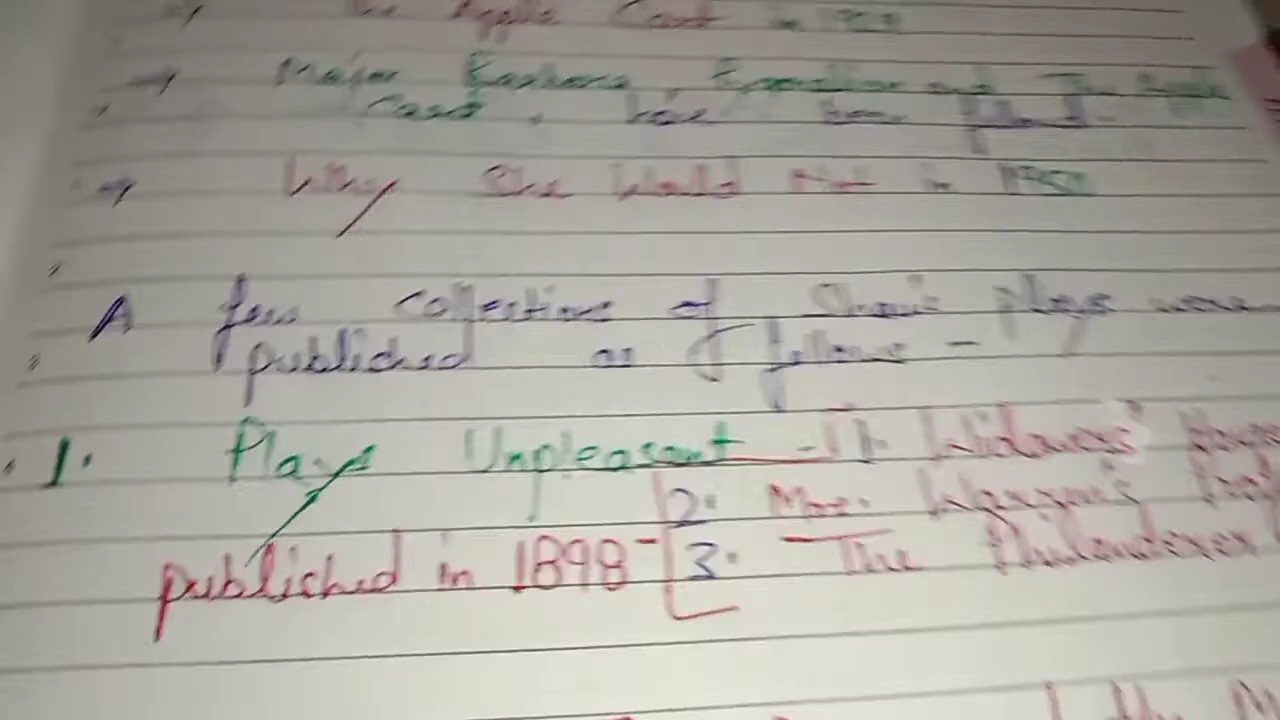 The Apple Cart in 1929
→ Major Barbara, Pygmalion and The Apple
Cart, have been filmed.
→ Why She Would Not in 1950
A few collections of Shaw's plays were
published as follows -
1. Plays Unpleasant - 1. Widowers' Houses
2. Mrs. Warren's Prof
published in 1898 - 3. The Philanderer